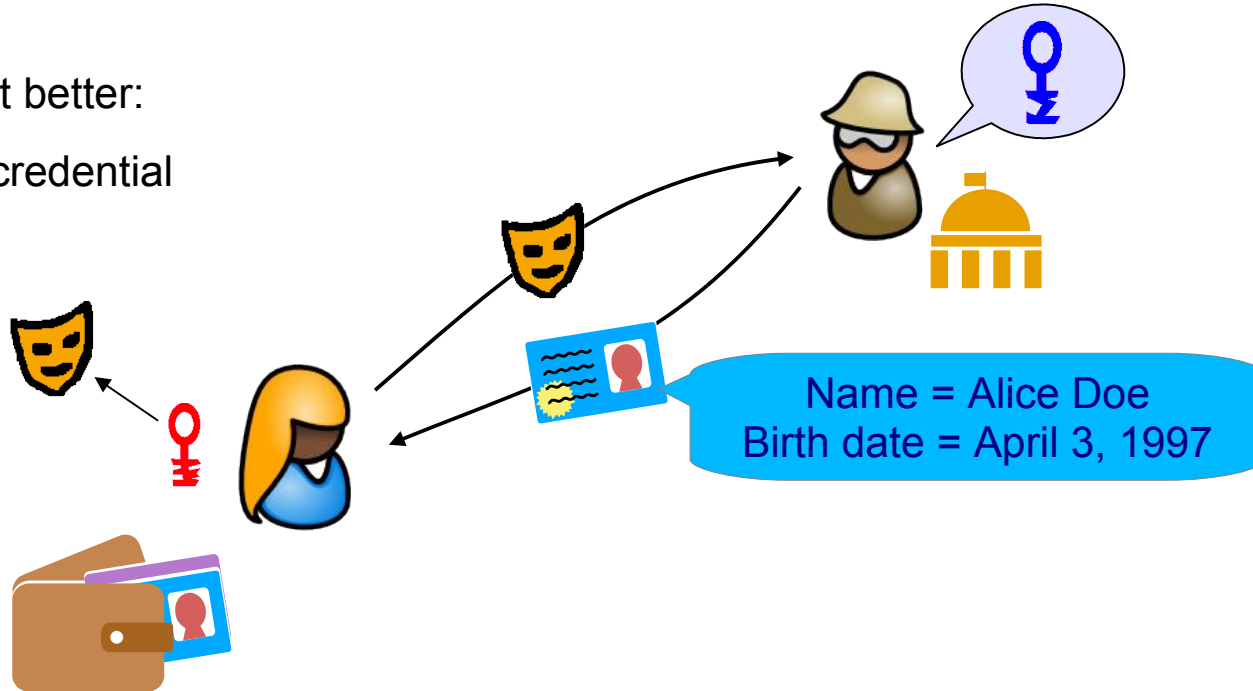 t better:
credential
Name = Alice Doe
Birth date = April 3, 1997